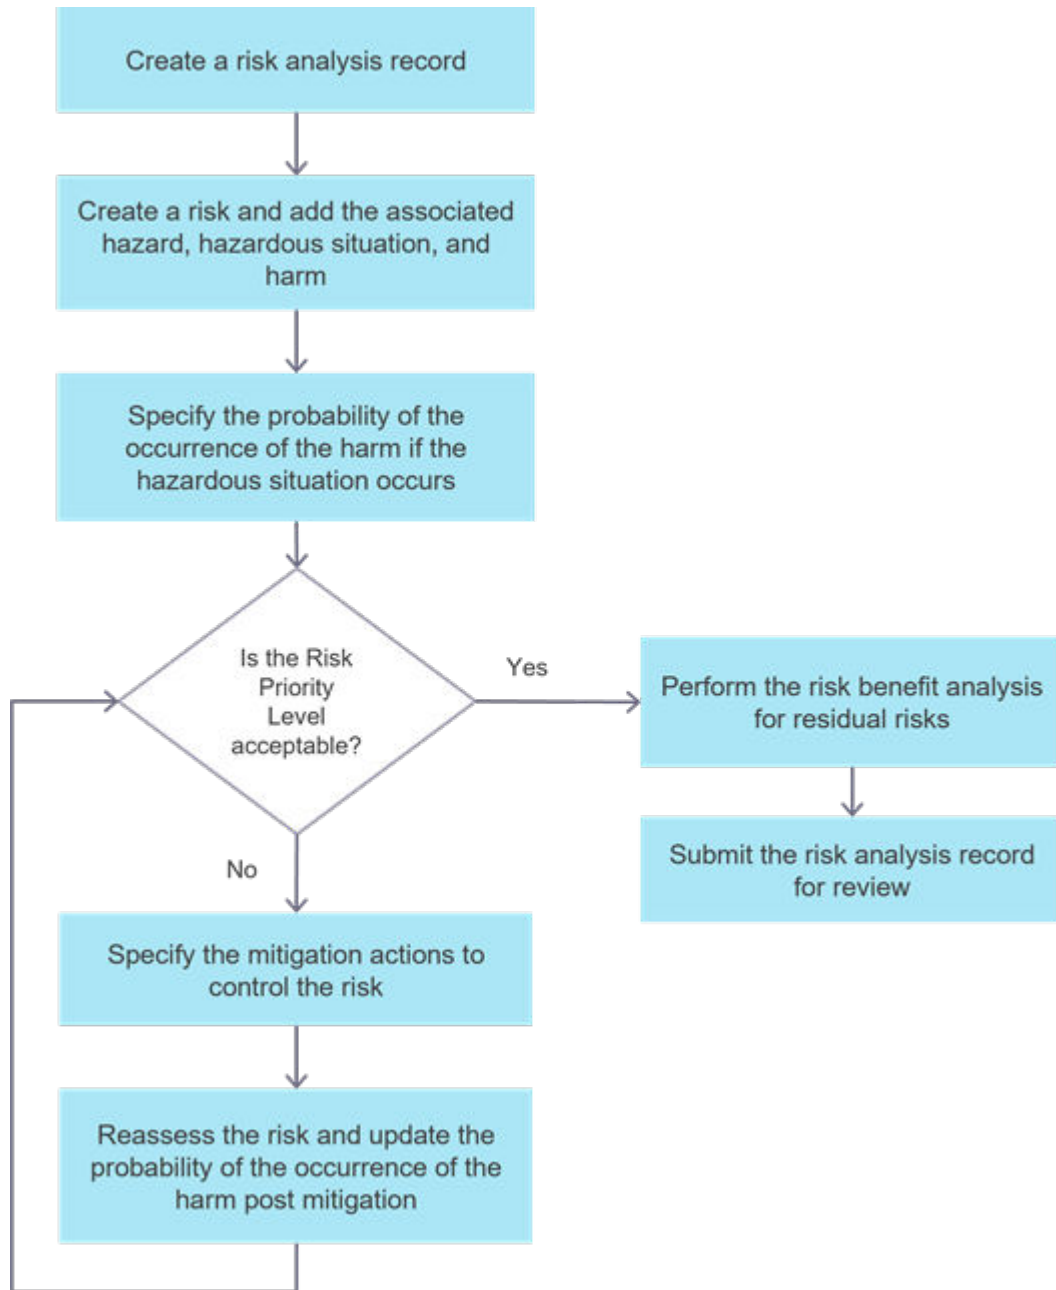 Create a risk analysis record
Create a risk and add the associated
hazard, hazardous situation, and
harm
Specify the probability of the
occurrence of the harm if the
hazardous situation occurs
Is the Risk
Priority
Level
acceptable?
Yes
Perform the risk benefit analysis
for residual risks
Submit the risk analysis record
for review
No
Specify the mitigation actions to
control the risk
Reassess the risk and update the
probability of the occurrence of the
harm post mitigation